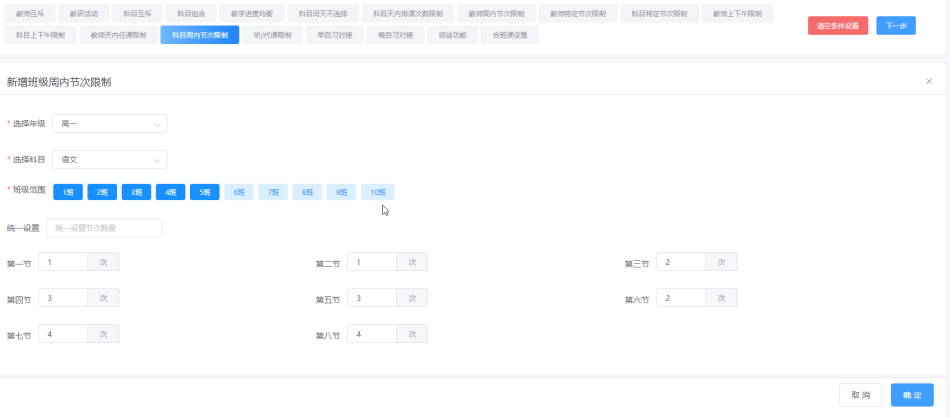 教师互斥 教研活动 科目互斥 科目组合 教学进度均衡 科目同天不连排 科目天内排课次数限制 教师周内节次限制 教师特定节次限制 科目特定节次限制 教师上下午限制
科目上下午限制 教师天内任课限制 科目周内节次限制 听/代课限制 早自习对接 晚自习对接 师徒功能 合班课设置
清空条件设置 下一步
新增班级周内节次限制 ×
* 选择年级 高一
* 选择科目 语文
* 班级范围 1班 2班 3班 4班 5班 6班 7班 8班 9班 10班
统一设置 统一设置节次数量
第一节 1 次 第二节 1 次 第三节 2 次
第四节 3 次 第五节 3 次 第六节 2 次
第七节 4 次 第八节 4 次
取 消 确 定